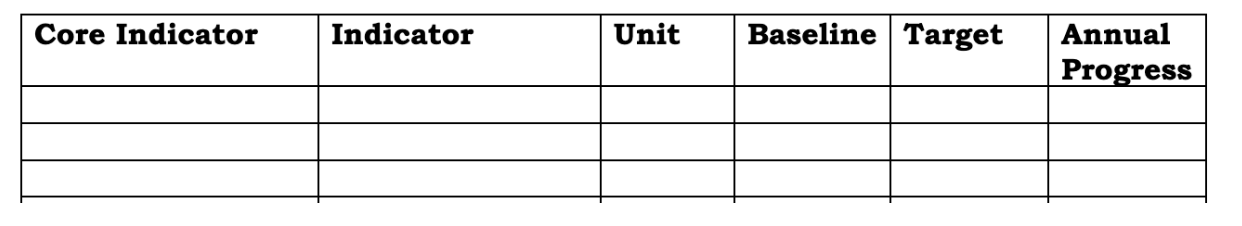 Core Indicator Indicator Unit Baseline Target Annual
Progress